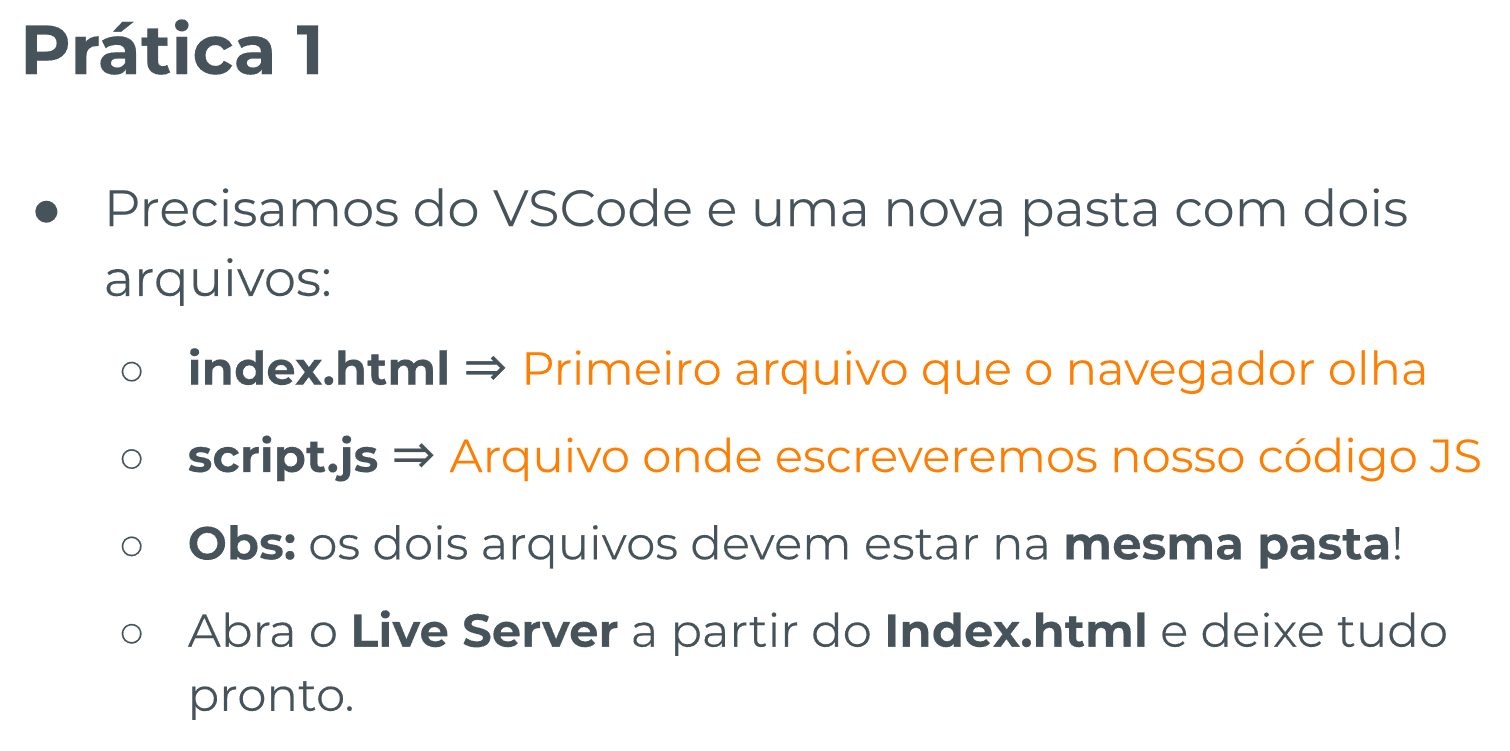 Prática 1
● Precisamos do VSCode e uma nova pasta com dois
arquivos:
○ index.html ⇒ Primeiro arquivo que o navegador olha
○ script.js ⇒ Arquivo onde escreveremos nosso código JS
○ Obs: os dois arquivos devem estar na mesma pasta!
○ Abra o Live Server a partir do Index.html e deixe tudo
pronto.